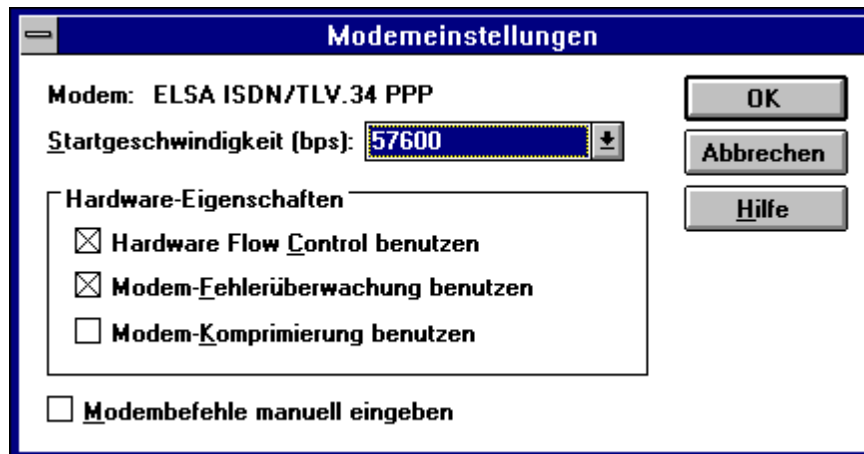 Modemeinstellungen
Modem: ELSA ISDN/TLV.34 PPP
Startgeschwindigkeit (bps): 57600
Hardware-Eigenschaften
Hardware Flow Control benutzen
Modem-Fehlerüberwachung benutzen
Modem-Komprimierung benutzen
Modembefehle manuell eingeben
OK
Abbrechen
Hilfe